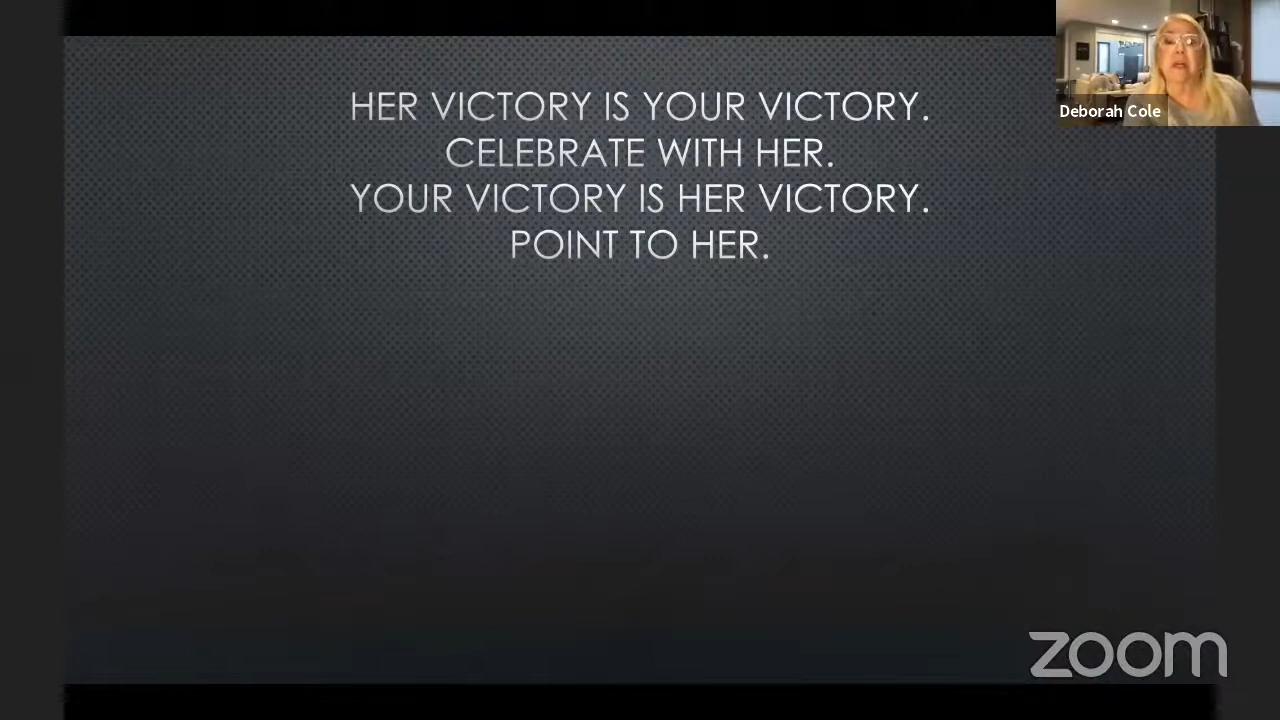 HER VICTORY IS YOUR VICTORY.
CELEBRATE WITH HER.
YOUR VICTORY IS HER VICTORY.
POINT TO HER.
Deborah Cole
zoom